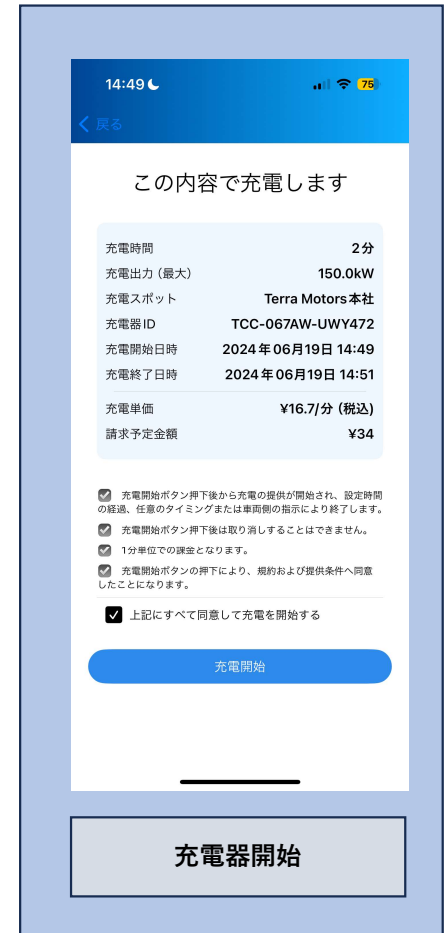 14:49
75
戻る
この内容で充電します
充電時間 2分
充電出力（最大） 150.0kW
充電スポット Terra Motors本社
充電器ID TCC-067AW-UWY472
充電開始日時 2024年06月19日 14:49
充電終了日時 2024年06月19日 14:51
充電単価 ¥16.7/分（税込）
請求予定金額 ¥34
充電開始ボタン押下後から充電の提供が開始され、設定時間
の経過、任意のタイミングまたは車両側の指示により終了します。
充電開始ボタン押下後は取り消しすることはできません。
1分単位での課金となります。
充電開始ボタンの押下により、規約および提供条件へ同意
したことになります。
上記にすべて同意して充電を開始する
充電開始
充電器開始